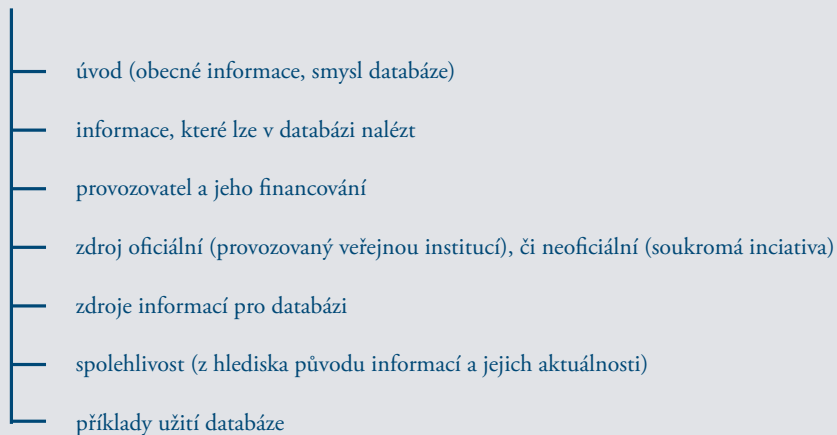 úvod (obecné informace, smysl databáze)
informace, které lze v databázi nalézt
provozovatel a jeho financování
zdroj oficiální (provozovaný veřejnou institucí), či neoficiální (soukromá inciativa)
zdroje informací pro databázi
spolehlivost (z hlediska původu informací a jejich aktuálnosti)
příklady užití databáze